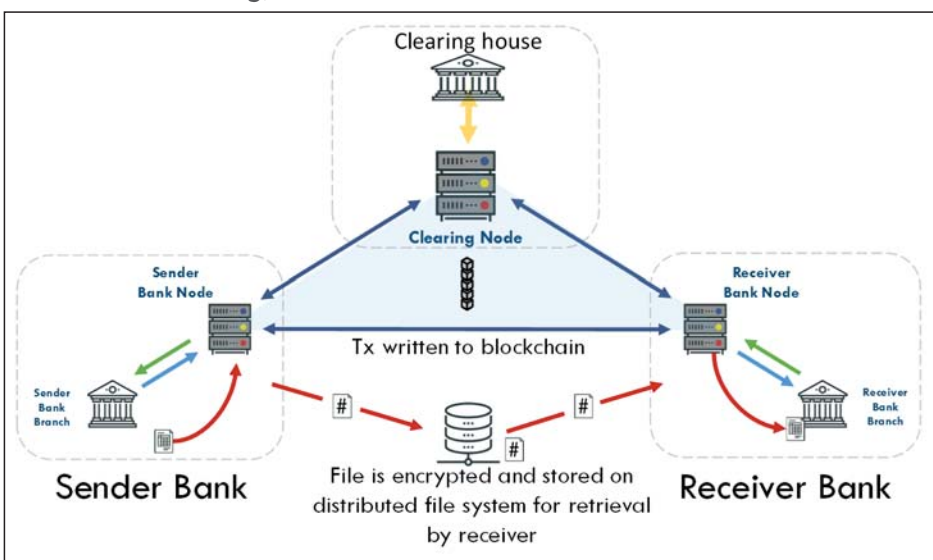 Clearing house
Clearing Node
Sender
Bank Node
Receiver
Bank Node
Tx written to blockchain
Sender
Bank
Branch
Receiver
Bank
Branch
#
#
#
Sender Bank
File is encrypted and stored on
distributed file system for retrieval
by receiver
Receiver Bank